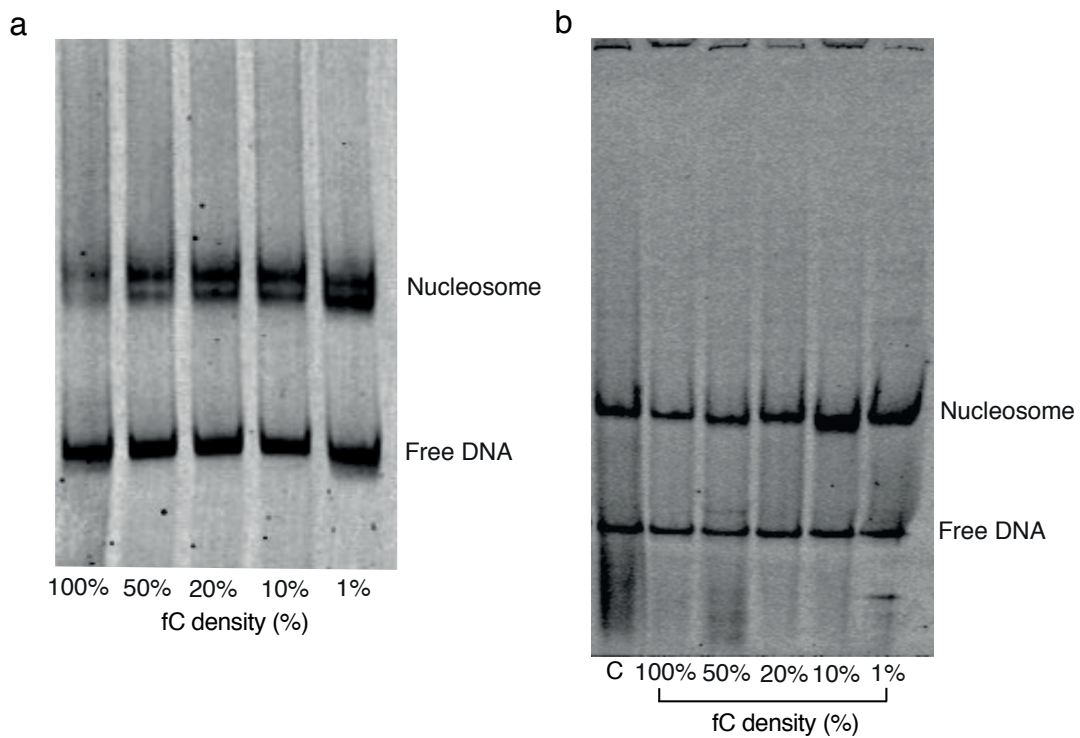 a
Nucleosome
Free DNA
100% 50% 20% 10% 1%
fC density (%)
b
Nucleosome
Free DNA
C 100% 50% 20% 10% 1%
fC density (%)